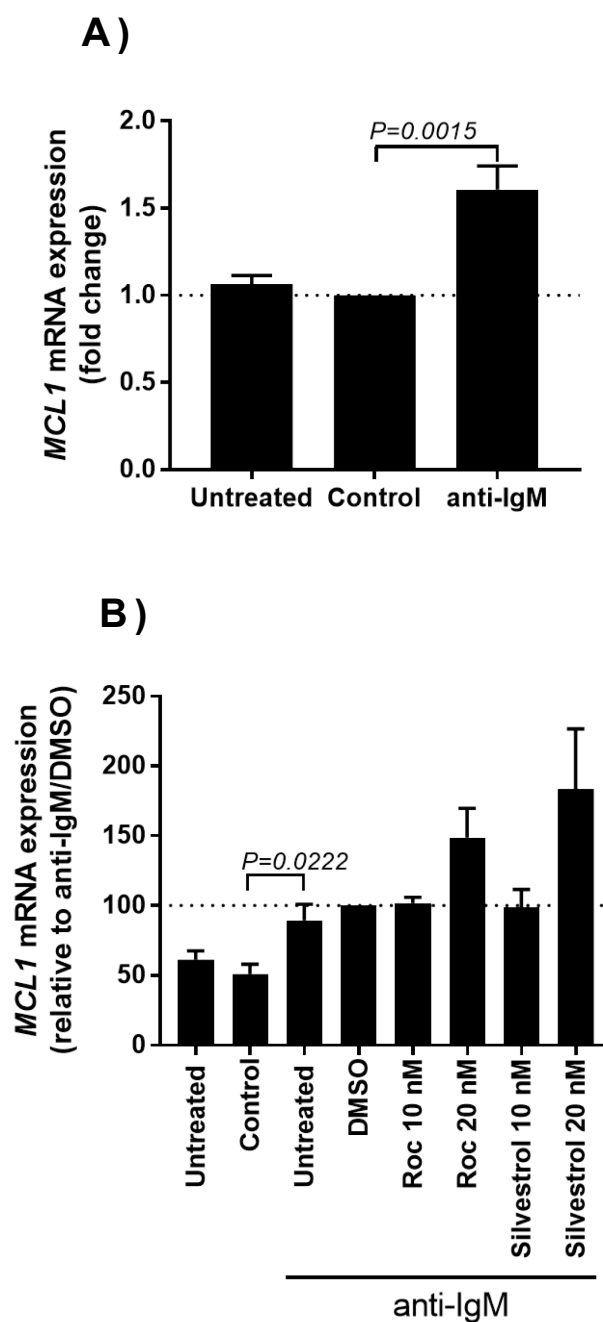 A)
MCL1 mRNA expression
(fold change)
2.0
1.5
1.0
0.5
0.0
P=0.0015
Untreated Control anti-IgM
B)
MCL1 mRNA expression
(relative to anti-IgM/DMSO)
250
200
150
100
50
0
P=0.0222
Untreated
Control
Untreated
DMSO
Roc 10 nM
Roc 20 nM
Silvestrol 10 nM
Silvestrol 20 nM
anti-IgM